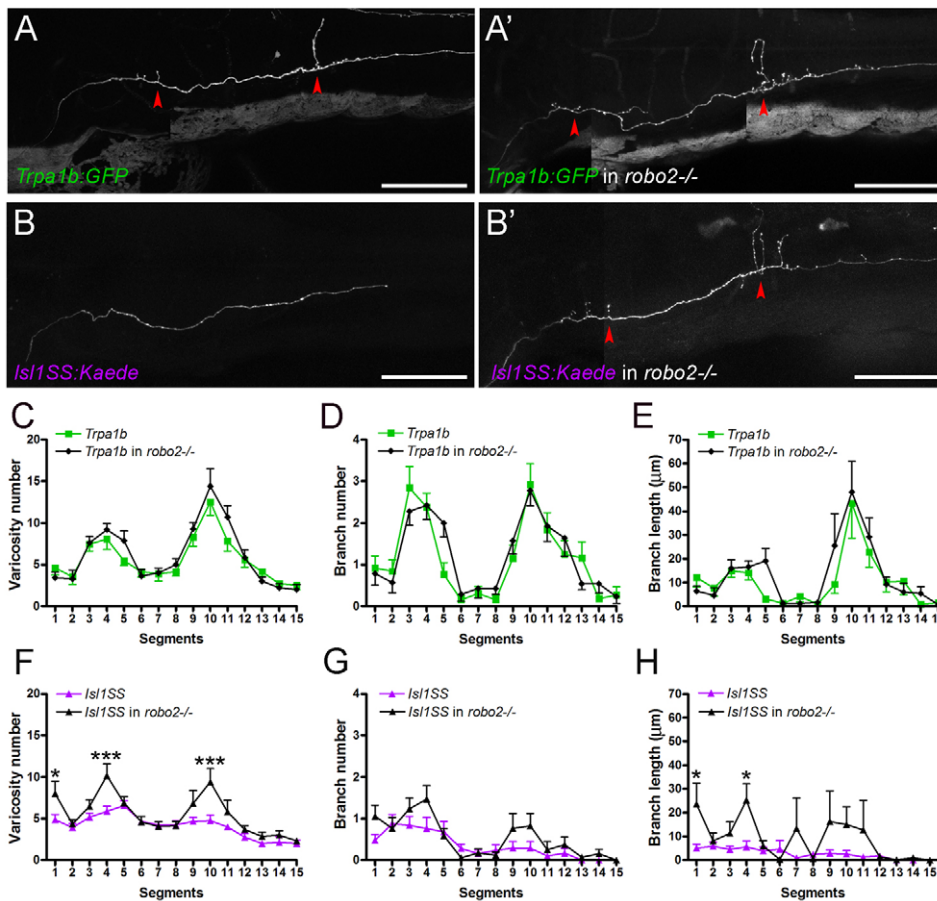 A
Trpa1b:GFP
A'
Trpa1b:GFP in robo2-/-
B
Isl1SS:Kaede
B'
Isl1SS:Kaede in robo2-/-
C
Trpa1b
Trpa1b in robo2-/-
Varicosity number
20
15
10
5
0
1 2 3 4 5 6 7 8 9 10 11 12 13 14 15
Segments
D
Trpa1b
Trpa1b in robo2-/-
Branch number
4
3
2
1
0
1 2 3 4 5 6 7 8 9 10 11 12 13 14 15
Segments
E
Trpa1b
Trpa1b in robo2-/-
Branch length (μm)
70
60
50
40
30
20
10
0
1 2 3 4 5 6 7 8 9 10 11 12 13 14 15
Segments
F
Isl1SS
Isl1SS in robo2-/-
Varicosity number
20
15
10
5
0
* *** ***
1 2 3 4 5 6 7 8 9 10 11 12 13 14 15
Segments
G
Isl1SS
Isl1SS in robo2-/-
Branch number
4
3
2
1
0
1 2 3 4 5 6 7 8 9 10 11 12 13 14 15
Segments
H
Isl1SS
Isl1SS in robo2-/-
Branch length (μm)
70
60
50
40
30
20
10
0
* *
1 2 3 4 5 6 7 8 9 10 11 12 13 14 15
Segments